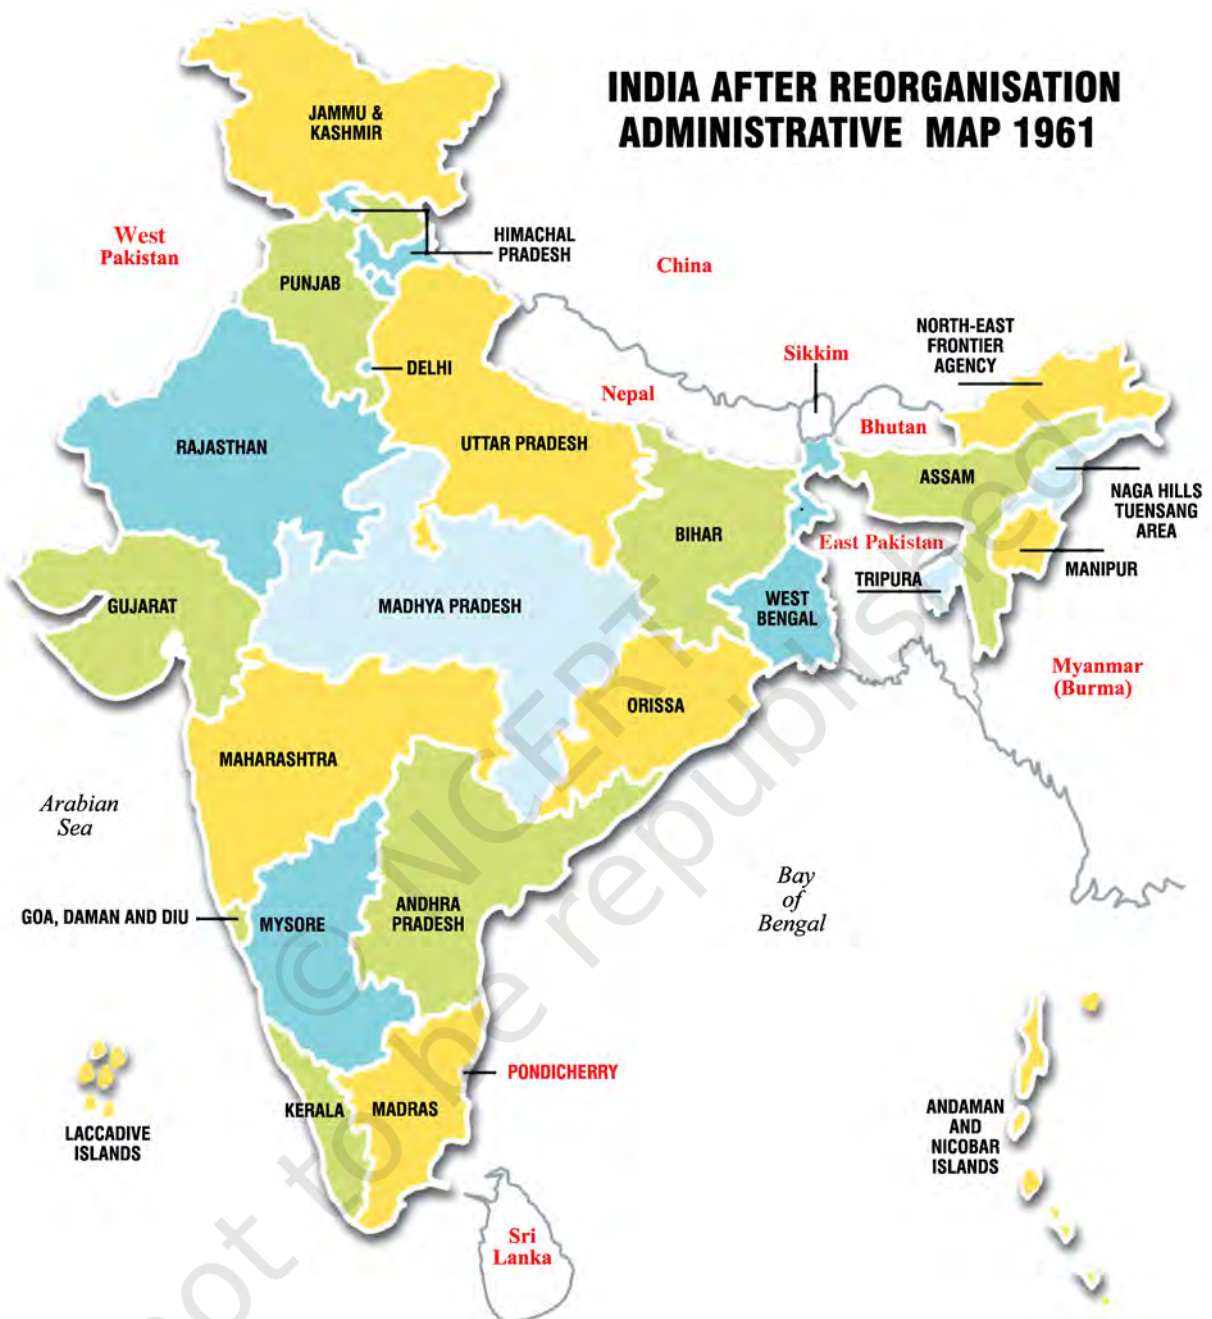 INDIA AFTER REORGANISATION
ADMINISTRATIVE MAP 1961
JAMMU &
KASHMIR
West
Pakistan
HIMACHAL
PRADESH
China
PUNJAB
NORTH-EAST
FRONTIER
AGENCY
Sikkim
DELHI
Nepal
Bhutan
RAJASTHAN
UTTAR PRADESH
ASSAM
NAGA HILLS
TUENSANG
AREA
BIHAR
East Pakistan
MANIPUR
TRIPURA
GUJARAT
MADHYA PRADESH
WEST
BENGAL
Myanmar
(Burma)
ORISSA
MAHARASHTRA
Arabian
Sea
Bay
of
Bengal
ANDHRA
PRADESH
GOA, DAMAN AND DIU
MYSORE
PONDICHERRY
KERALA
MADRAS
LACCADIVE
ISLANDS
ANDAMAN
AND
NICOBAR
ISLANDS
Sri
Lanka
© NCERT
not to be republished